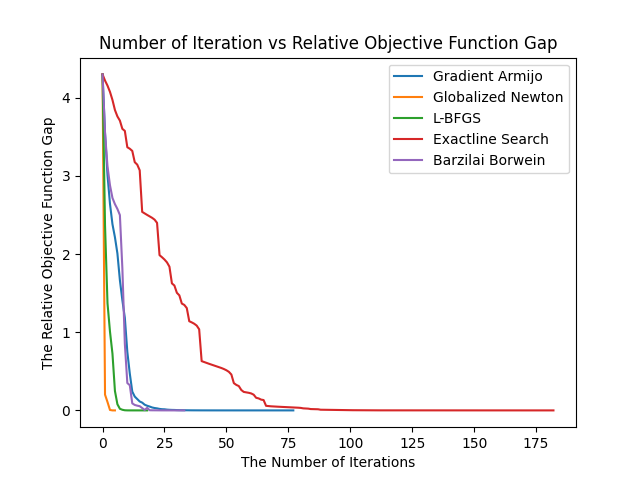 Number of Iteration vs Relative Objective Function Gap
Gradient Armijo
Globalized Newton
L-BFGS
Exactline Search
Barzilai Borwein
The Relative Objective Function Gap
4
3
2
1
0
0 25 50 75 100 125 150 175
The Number of Iterations